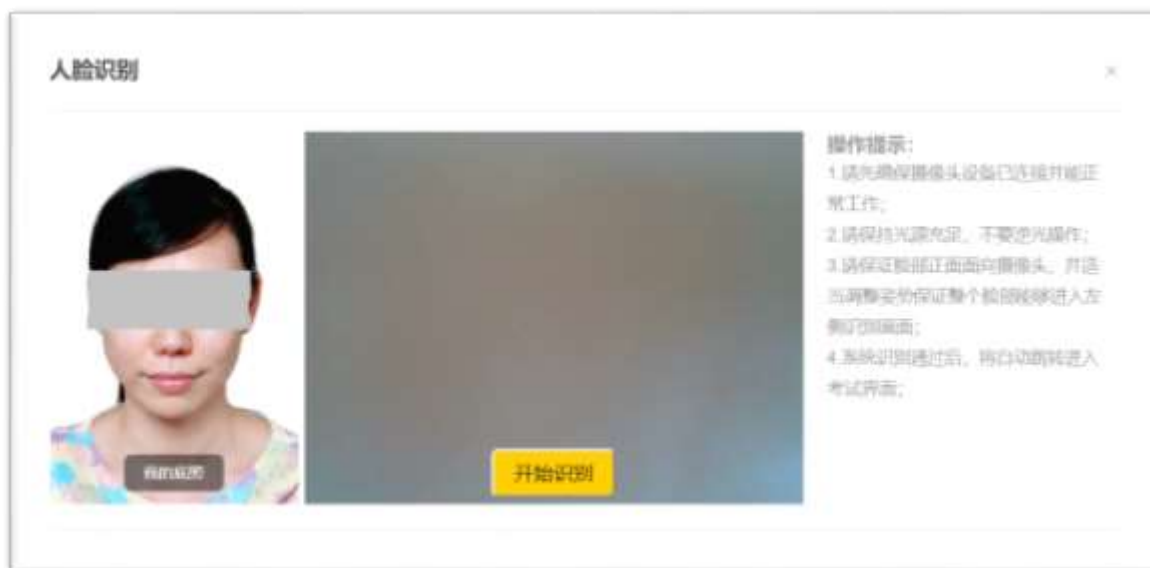 人脸识别
×
我的底图
开始识别
操作提示：
1.请先确保摄像头设备已连接并能正
常工作；
2.请保持光源充足，不要逆光操作；
3.请保证脸部正面面向摄像头，并适
当调整姿势保证整个脸部能够进入左
侧识别画面；
4.系统识别通过后，将自动跳转进入
考试界面；